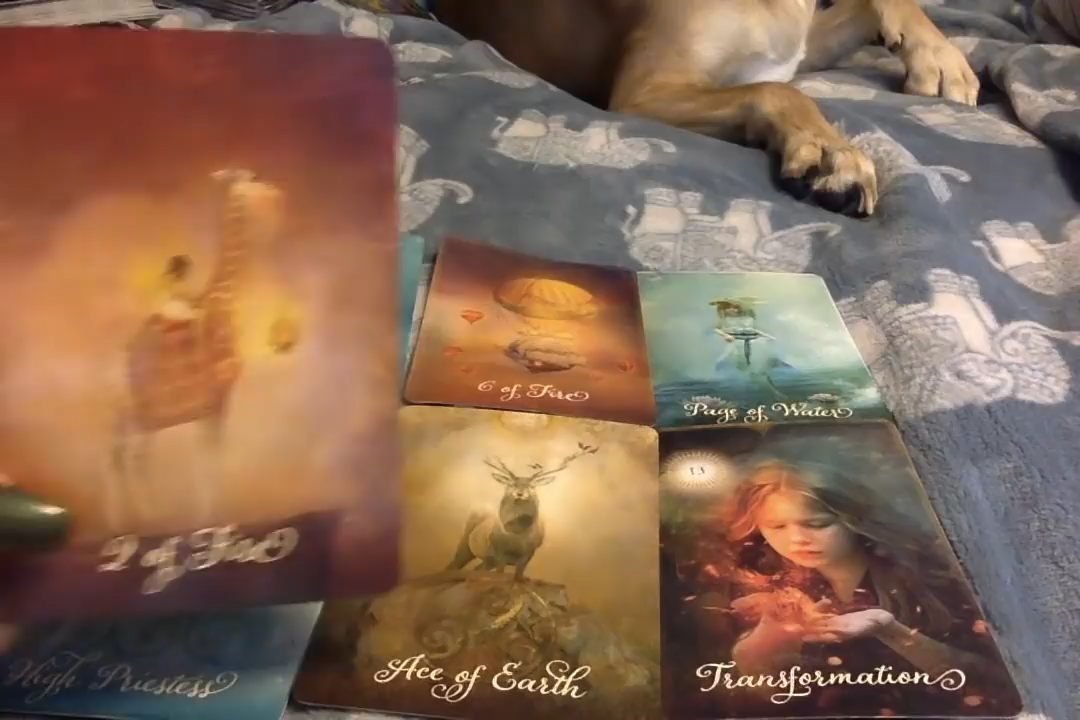 6 of Fire
Page of Water
2 of Fire
13
High Priestess
Ace of Earth
Transformation